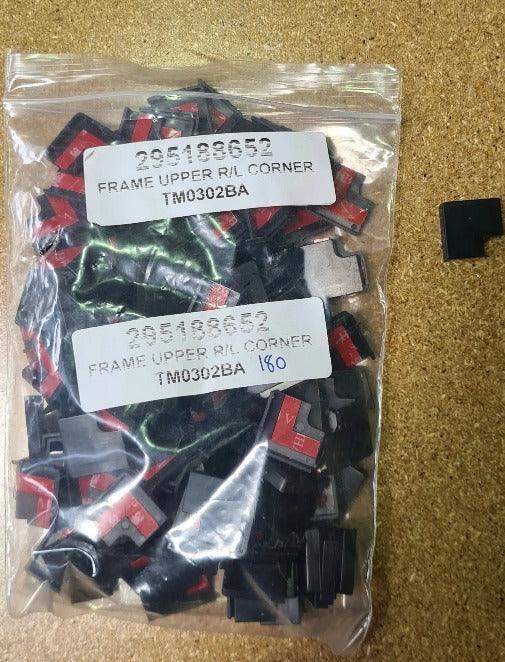 295188652
FRAME UPPER R/L CORNER
TM0302BA
295188652
FRAME UPPER R/L CORNER
TM0302BA 180